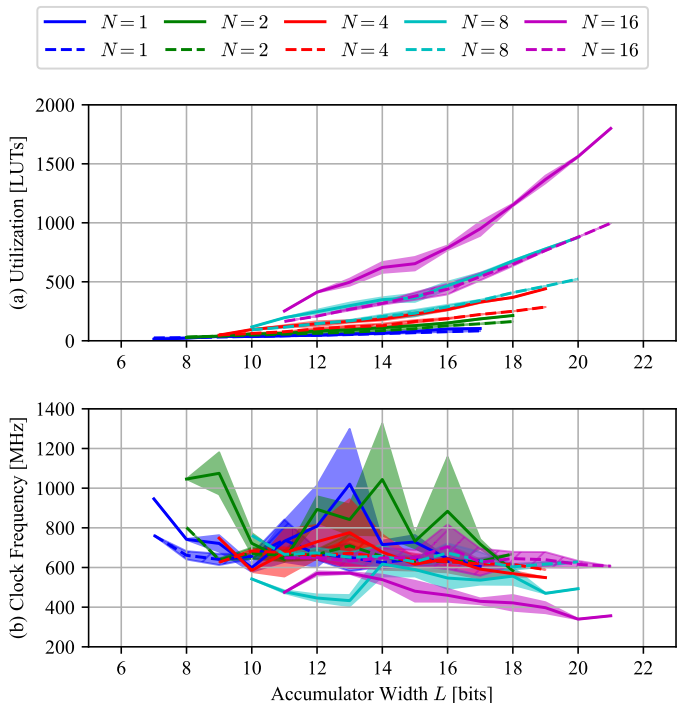 N = 1 N = 2 N = 4 N = 8 N = 16
N = 1 N = 2 N = 4 N = 8 N = 16
2000
1500
1000
500
0
(a) Utilization [LUTs]
6 8 10 12 14 16 18 20 22
1400
1200
1000
800
600
400
200
(b) Clock Frequency [MHz]
6 8 10 12 14 16 18 20 22
Accumulator Width L [bits]